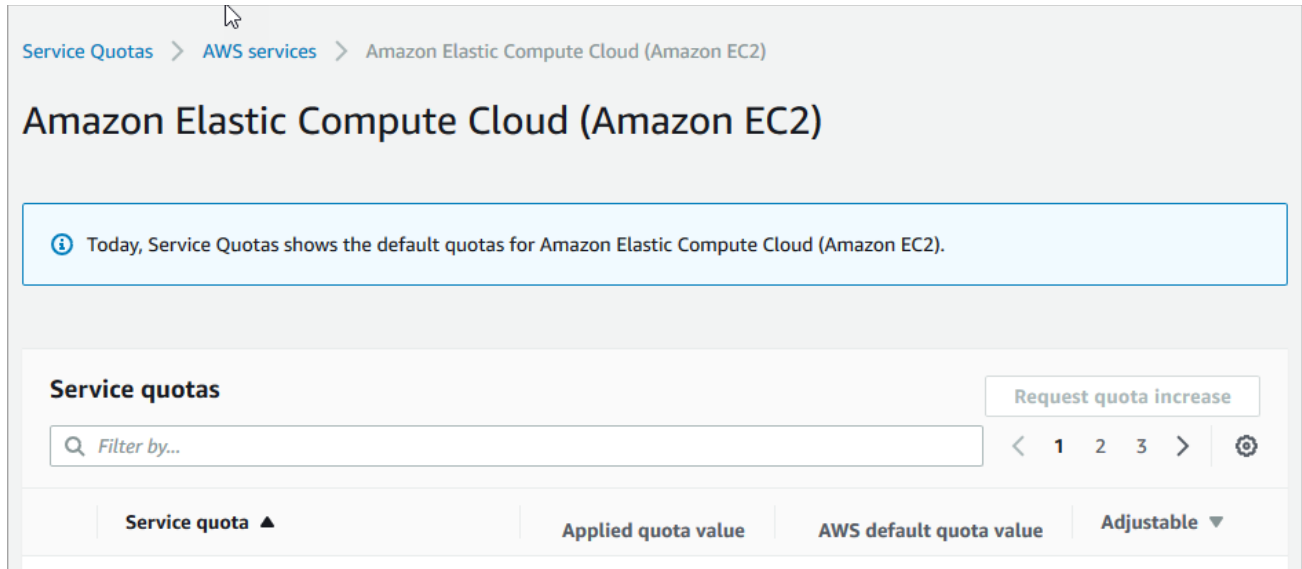 Service Quotas > AWS services > Amazon Elastic Compute Cloud (Amazon EC2)
Amazon Elastic Compute Cloud (Amazon EC2)
Today, Service Quotas shows the default quotas for Amazon Elastic Compute Cloud (Amazon EC2).
Service quotas
Request quota increase
Filter by...
< 1 2 3 >
Service quota ▲ Applied quota value AWS default quota value Adjustable ▼